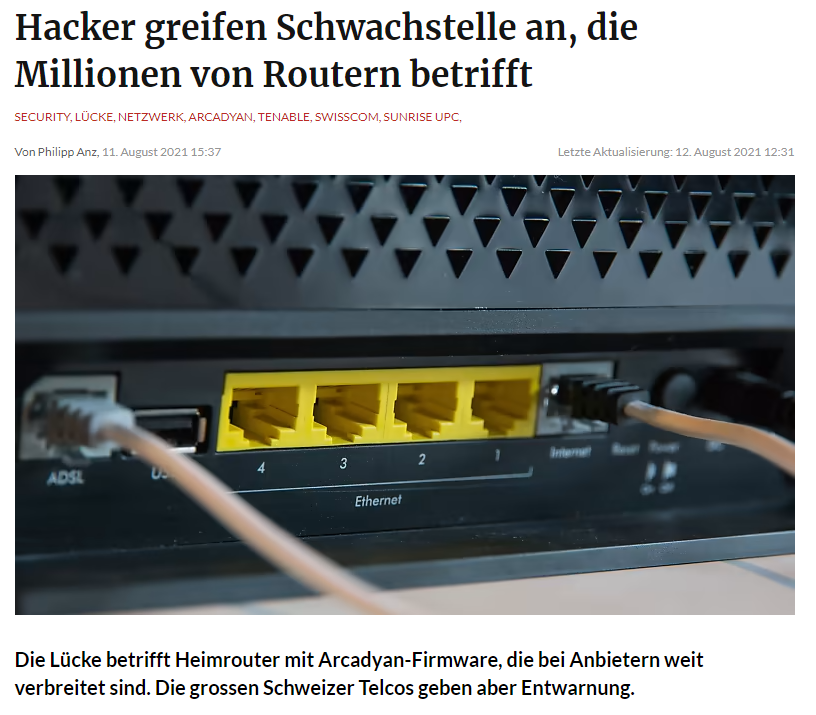 Hacker greifen Schwachstelle an, die
Millionen von Routern betrifft
SECURITY, LÜCKE, NETZWERK, ARCADYAN, TENABLE, SWISSCOM, SUNRISE UPC,
Von Philipp Anz, 11. August 2021 15:37
Letzte Aktualisierung: 12. August 2021 12:31
ADSL
4 3 2 1
Internet
Reset
Power
Ethernet
Die Lücke betrifft Heimrouter mit Arcadyan-Firmware, die bei Anbietern weit
verbreitet sind. Die grossen Schweizer Telcos geben aber Entwarnung.